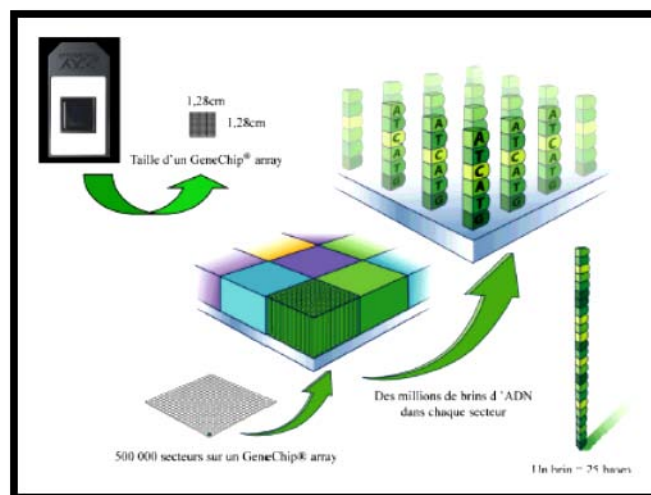 1,28cm
1,28cm
Taille d'un GeneChip® array
A
T
C
A
T
G
A
T
C
A
T
G
A
T
C
A
T
G
A
T
C
A
T
G
A
T
C
A
T
G
Des millions de brins d 'ADN
dans chaque secteur
500 000 secteurs sur un GeneChip® array
Un brin = 25 bases